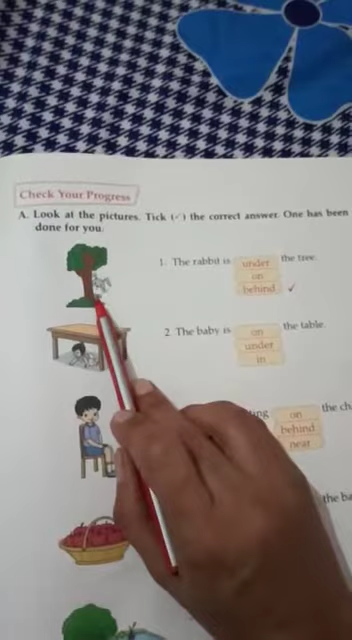 Check Your Progress
A. Look at the pictures. Tick (✓) the correct answer. One has been
done for you.
1. The rabbit is under the tree.
on
behind ✓
2 The baby is on the table.
under
in
on the
behind
near
the